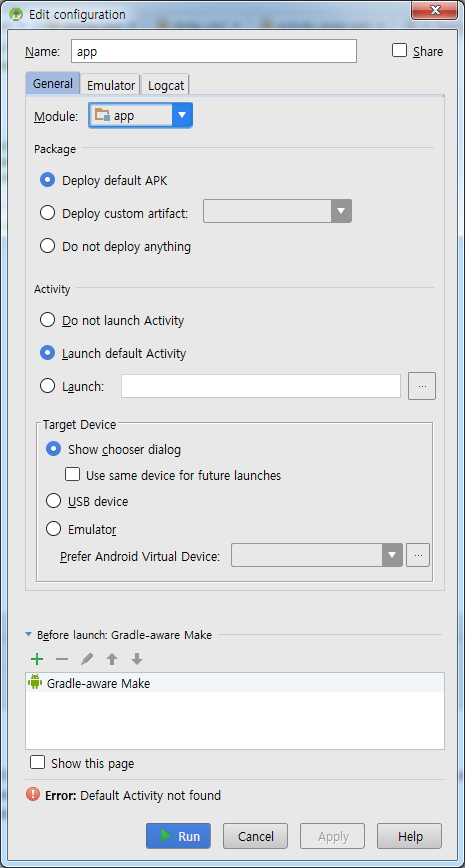 Edit configuration
Name: app Share
General Emulator Logcat
Module: app
Package
Deploy default APK
Deploy custom artifact:
Do not deploy anything
Activity
Do not launch Activity
Launch default Activity
Launch: ...
Target Device
Show chooser dialog
Use same device for future launches
USB device
Emulator
Prefer Android Virtual Device: ...
Before launch: Gradle-aware Make
Gradle-aware Make
Show this page
Error: Default Activity not found
Run Cancel Apply Help